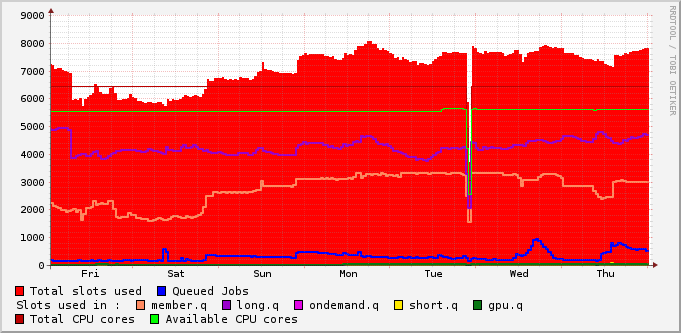 RRDTOOL / TOBI OETIKER
9000
8000
7000
6000
5000
4000
3000
2000
1000
0
Fri Sat Sun Mon Tue Wed Thu
Total slots used Queued Jobs
Slots used in : member.q long.q ondemand.q short.q gpu.q
Total CPU cores Available CPU cores